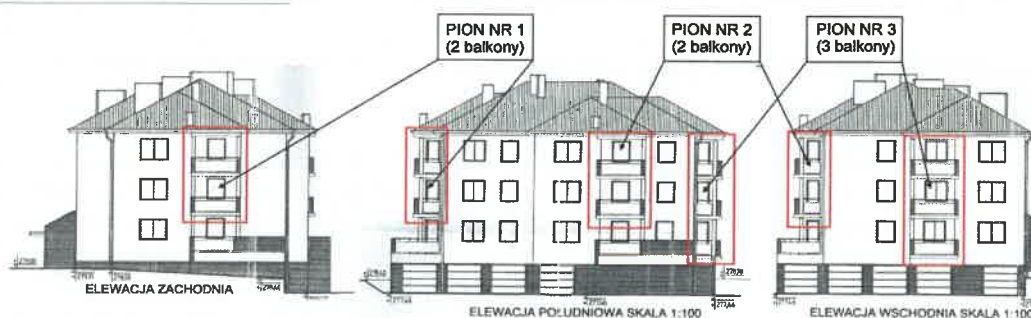 PION NR 1
(2 balkony)
PION NR 2
(2 balkony)
PION NR 3
(3 balkony)
ELEWACJA ZACHODNIA
ELEWACJA POŁUDNIOWA SKALA 1:100
ELEWACJA WSCHODNIA SKALA 1:100